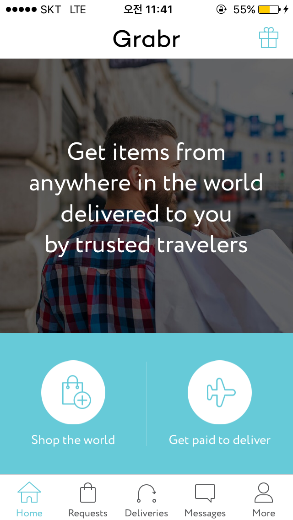 SKT LTE 오전 11:41 55%
Grabr
Get items from
anywhere in the world
delivered to you
by trusted travelers
Shop the world
Get paid to deliver
Home Requests Deliveries Messages More